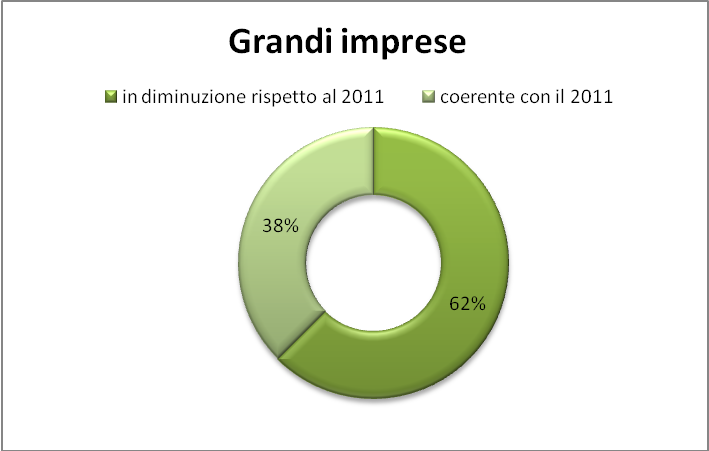 Grandi imprese
in diminuzione rispetto al 2011 coerente con il 2011
38%
62%